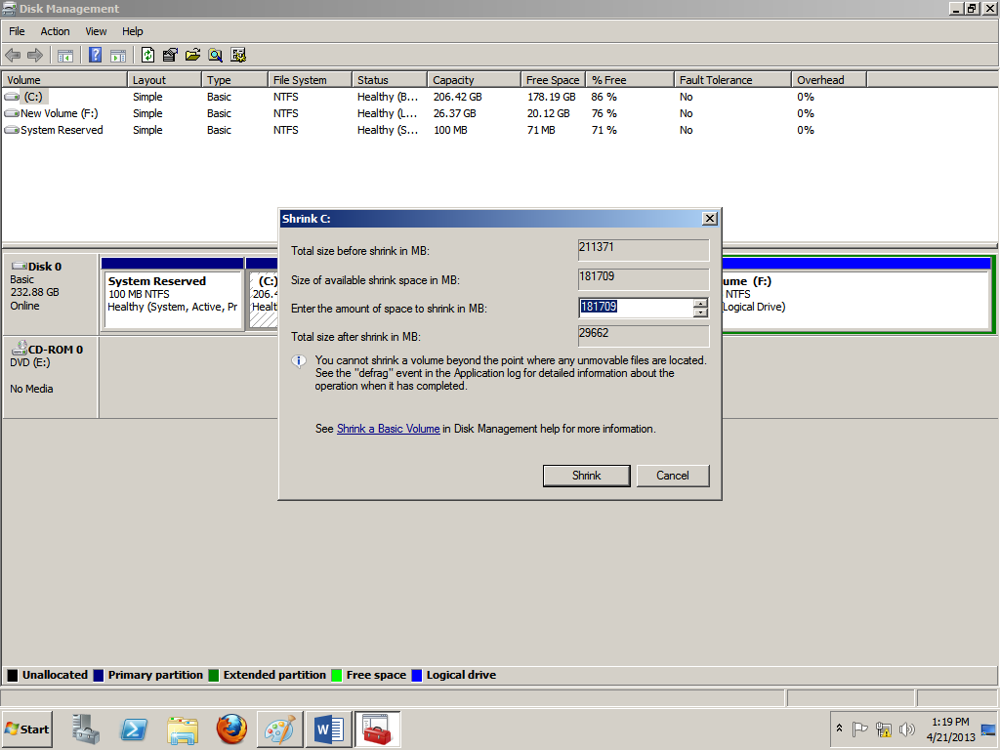 Disk Management
File Action View Help
Volume Layout Type File System Status Capacity Free Space % Free Fault Tolerance Overhead
(C:) Simple Basic NTFS Healthy (B... 206.42 GB 178.19 GB 86 % No 0%
New Volume (F:) Simple Basic NTFS Healthy (L... 26.37 GB 20.12 GB 76 % No 0%
System Reserved Simple Basic NTFS Healthy (S... 100 MB 71 MB 71 % No 0%
Shrink C:
Total size before shrink in MB: 211371
Size of available shrink space in MB: 181709
Enter the amount of space to shrink in MB: 181709
Total size after shrink in MB: 29662
You cannot shrink a volume beyond the point where any unmovable files are located.
See the "defrag" event in the Application log for detailed information about the
operation when it has completed.
See Shrink a Basic Volume in Disk Management help for more information.
Shrink Cancel
Disk 0
Basic
232.88 GB
Online
System Reserved
100 MB NTFS
Healthy (System, Active, Pr
(C:)
206.4
Healt
ume (F:)
NTFS
Logical Drive)
CD-ROM 0
DVD (E:)
No Media
Unallocated Primary partition Extended partition Free space Logical drive
Start
1:19 PM
4/21/2013